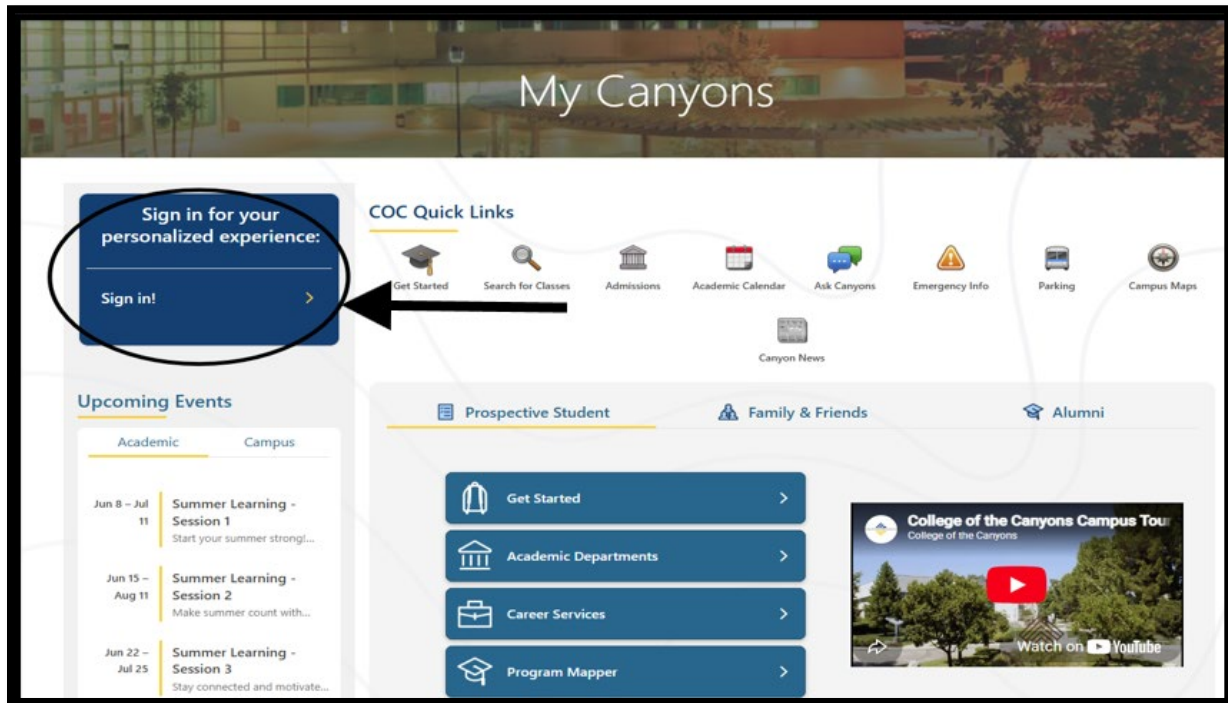 My Canyons
Sign in for your
personalized experience:
Sign in!
COC Quick Links
Get Started
Search for Classes
Admissions
Academic Calendar
Ask Canyons
Emergency Info
Parking
Campus Maps
Canyon News
Upcoming Events
Academic
Campus
Jun 8 – Jul
11
Summer Learning -
Session 1
Start your summer strong!...
Jun 15 –
Aug 11
Summer Learning -
Session 2
Make summer count with...
Jun 22 –
Jul 25
Summer Learning -
Session 3
Stay connected and motivate...
Prospective Student
Family & Friends
Alumni
Get Started
Academic Departments
Career Services
Program Mapper
College of the Canyons Campus Tour
College of the Canyons
Watch on YouTube